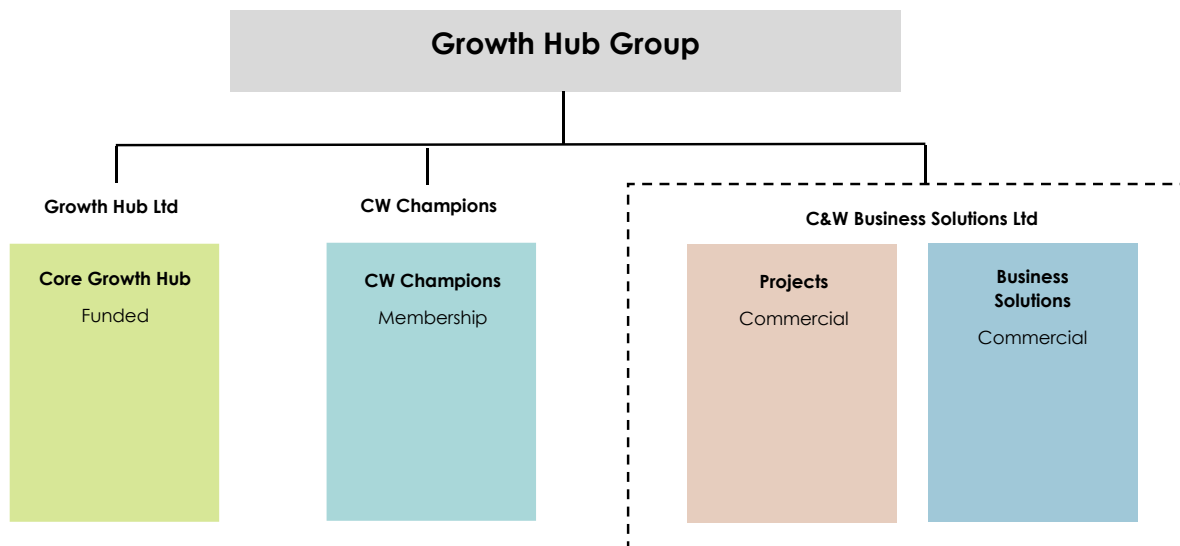 Growth Hub Group
Growth Hub Ltd
CW Champions
C&W Business Solutions Ltd
Core Growth Hub
Funded
CW Champions
Membership
Projects
Commercial
Business
Solutions
Commercial